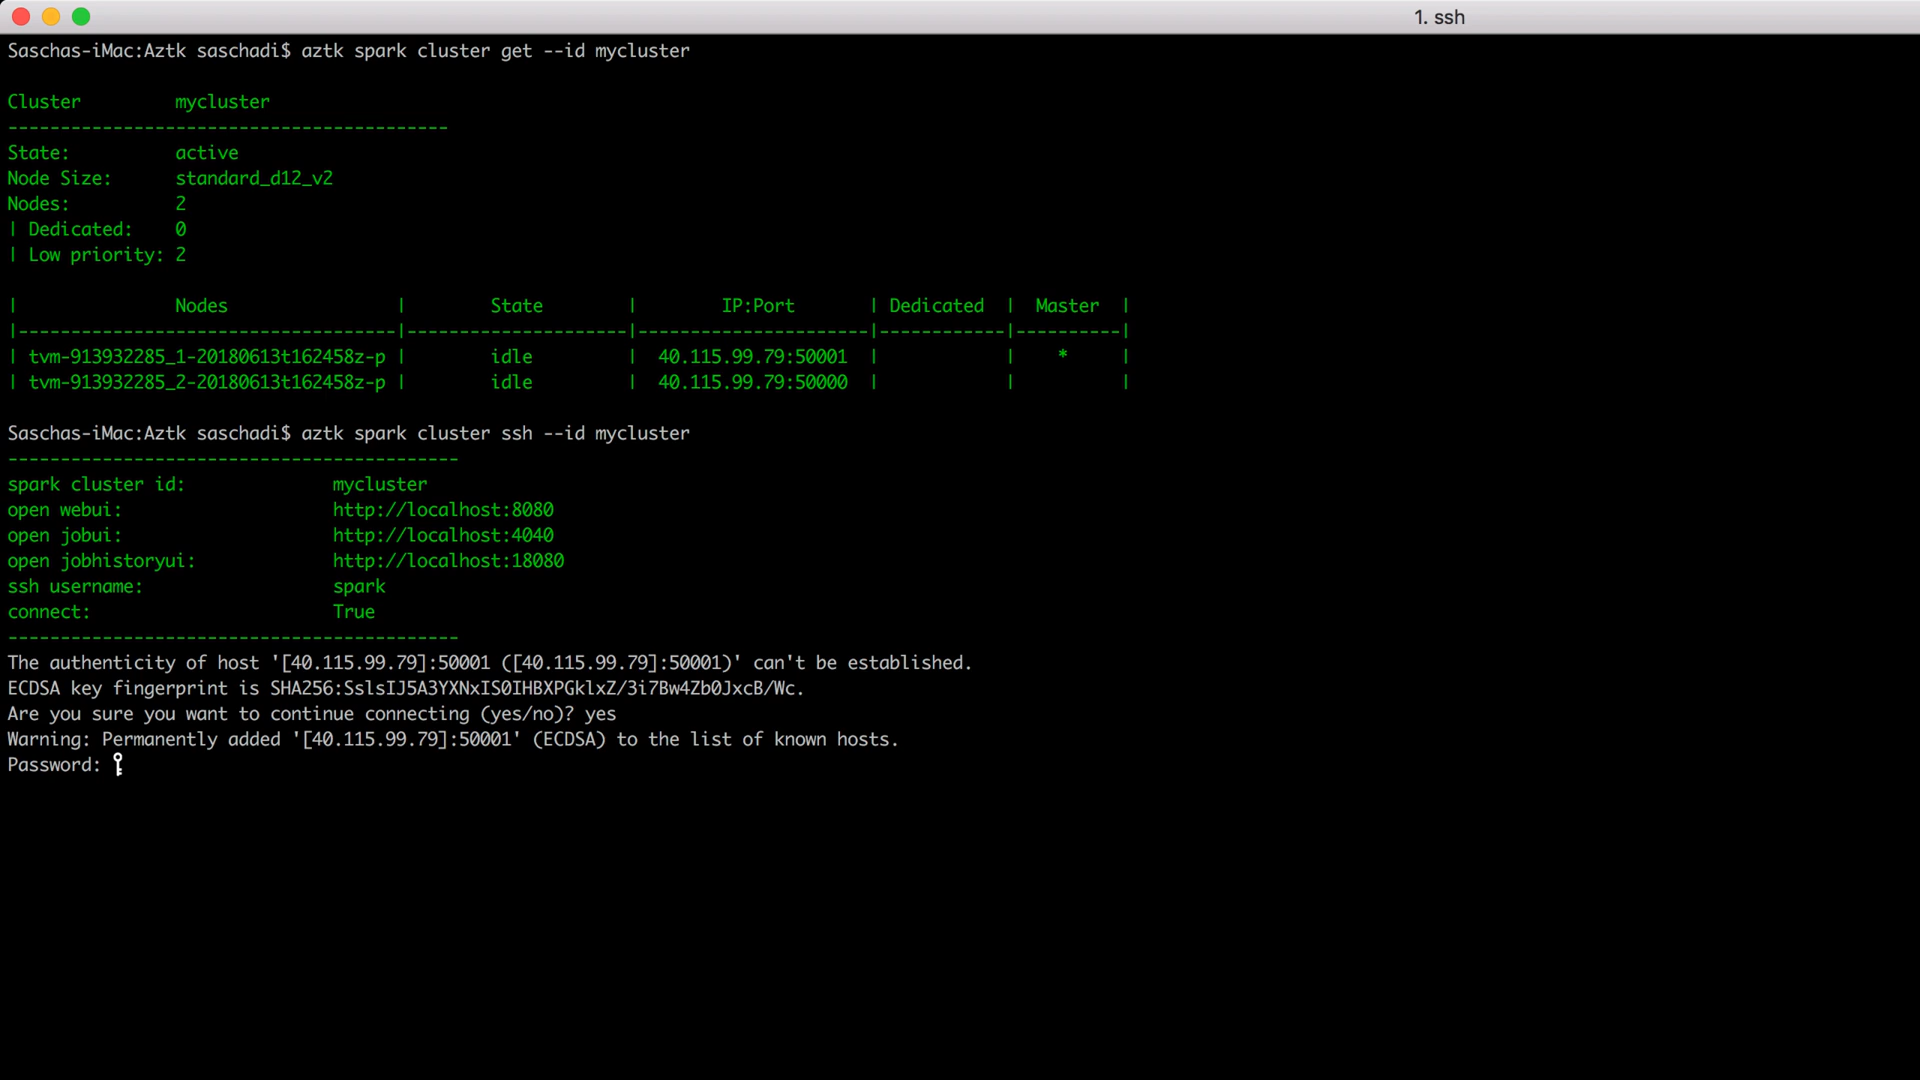 1. ssh
Saschas-iMac:Aztk saschadi$ aztk spark cluster get --id mycluster
Cluster         mycluster
------------------------------------------
State:          active
Node Size:      standard_d12_v2
Nodes:          2
| Dedicated:    0
| Low priority: 2
|               Nodes                |        State        |        IP:Port       | Dedicated  |  Master  |
|------------------------------------|---------------------|----------------------|------------|----------|
| tvm-913932285_1-20180613t162458z-p |        idle         |  40.115.99.79:50001  |            |    *     |
| tvm-913932285_2-20180613t162458z-p |        idle         |  40.115.99.79:50000  |            |          |
Saschas-iMac:Aztk saschadi$ aztk spark cluster ssh --id mycluster
-------------------------------------------
spark cluster id:              mycluster
open webui:                    http://localhost:8080
open jobui:                    http://localhost:4040
open jobhistoryui:             http://localhost:18080
ssh username:                  spark
connect:                       True
-------------------------------------------
The authenticity of host '[40.115.99.79]:50001 ([40.115.99.79]:50001)' can't be established.
ECDSA key fingerprint is SHA256:SslsIJ5A3YXNxIS0IHBXPGklxZ/3i7Bw4Zb0JxcB/Wc.
Are you sure you want to continue connecting (yes/no)? yes
Warning: Permanently added '[40.115.99.79]:50001' (ECDSA) to the list of known hosts.
Password: